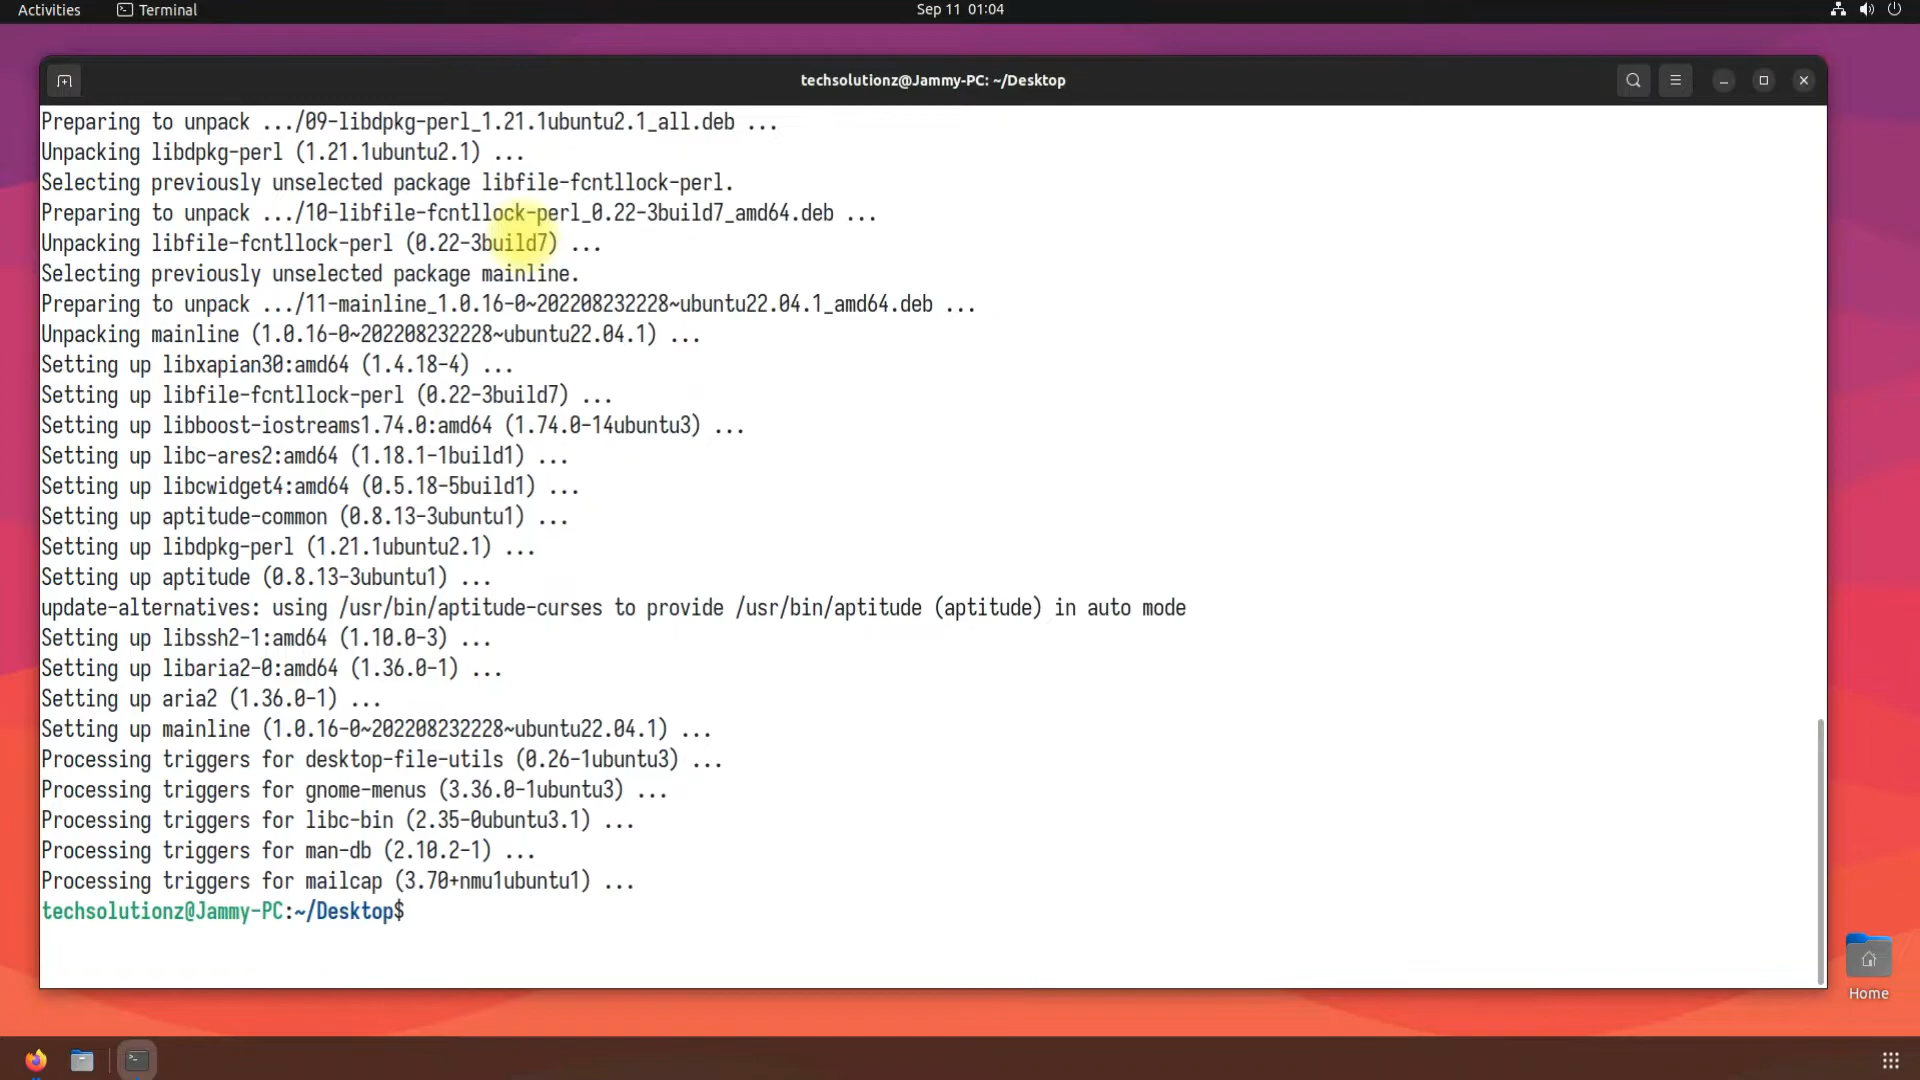 Activities
Terminal
Sep 11 01:04
techsolutionz@Jammy-PC: ~/Desktop
Preparing to unpack .../09-libdpkg-perl_1.21.1ubuntu2.1_all.deb ...
Unpacking libdpkg-perl (1.21.1ubuntu2.1) ...
Selecting previously unselected package libfile-fcntllock-perl.
Preparing to unpack .../10-libfile-fcntllock-perl_0.22-3build7_amd64.deb ...
Unpacking libfile-fcntllock-perl (0.22-3build7) ...
Selecting previously unselected package mainline.
Preparing to unpack .../11-mainline_1.0.16-0~202208232228~ubuntu22.04.1_amd64.deb ...
Unpacking mainline (1.0.16-0~202208232228~ubuntu22.04.1) ...
Setting up libxapian30:amd64 (1.4.18-4) ...
Setting up libfile-fcntllock-perl (0.22-3build7) ...
Setting up libboost-iostreams1.74.0:amd64 (1.74.0-14ubuntu3) ...
Setting up libc-ares2:amd64 (1.18.1-1build1) ...
Setting up libcwidget4:amd64 (0.5.18-5build1) ...
Setting up aptitude-common (0.8.13-3ubuntu1) ...
Setting up libdpkg-perl (1.21.1ubuntu2.1) ...
Setting up aptitude (0.8.13-3ubuntu1) ...
update-alternatives: using /usr/bin/aptitude-curses to provide /usr/bin/aptitude (aptitude) in auto mode
Setting up libssh2-1:amd64 (1.10.0-3) ...
Setting up libaria2-0:amd64 (1.36.0-1) ...
Setting up aria2 (1.36.0-1) ...
Setting up mainline (1.0.16-0~202208232228~ubuntu22.04.1) ...
Processing triggers for desktop-file-utils (0.26-1ubuntu3) ...
Processing triggers for gnome-menus (3.36.0-1ubuntu3) ...
Processing triggers for libc-bin (2.35-0ubuntu3.1) ...
Processing triggers for man-db (2.10.2-1) ...
Processing triggers for mailcap (3.70+nmu1ubuntu1) ...
techsolutionz@Jammy-PC:~/Desktop$
Home